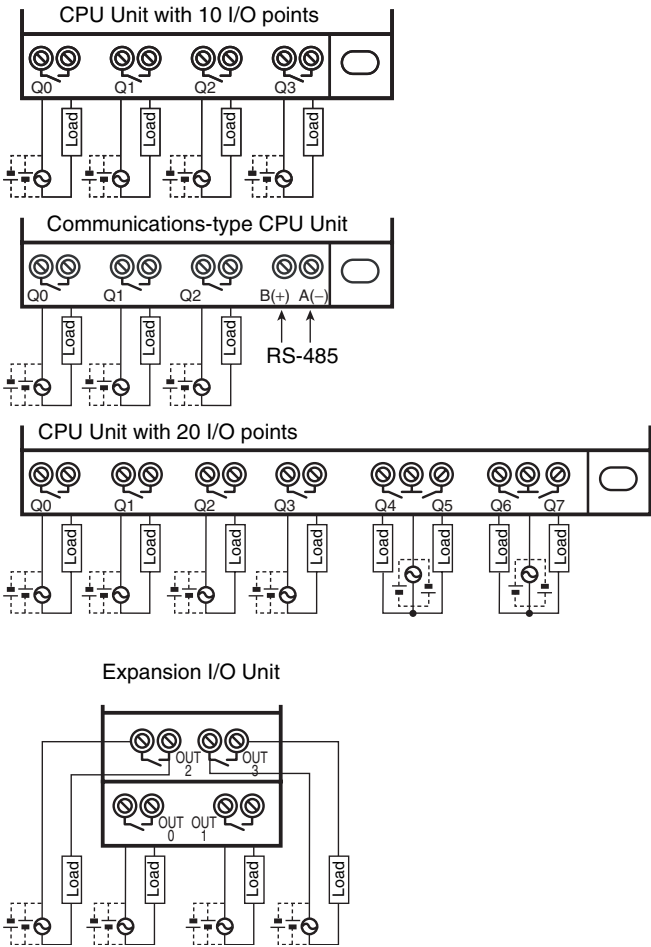 CPU Unit with 10 I/O points
Q0 Q1 Q2 Q3
Load Load Load Load
Communications-type CPU Unit
Q0 Q1 Q2 B(+) A(−)
Load Load Load
RS-485
CPU Unit with 20 I/O points
Q0 Q1 Q2 Q3 Q4 Q5 Q6 Q7
Load Load Load Load Load Load Load Load
Expansion I/O Unit
OUT 2 OUT 3
OUT 0 OUT 1
Load Load Load Load